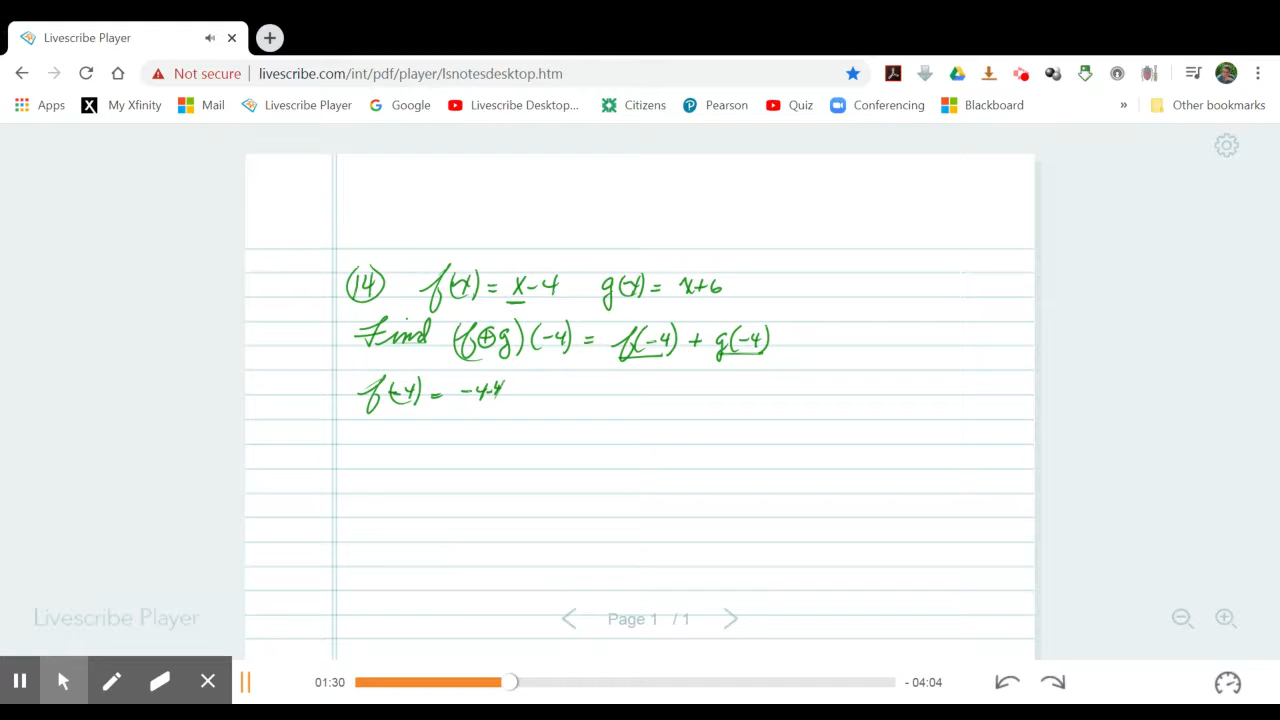 Livescribe Player
Not secure | livescribe.com/int/pdf/player/lsnotesdesktop.htm
Apps X My Xfinity Mail Livescribe Player Google Livescribe Desktop... Citizens Pearson Quiz Conferencing Blackboard » Other bookmarks
14 f(x) = x-4 g(x) = x+6
Find (f+g)(-4) = f(-4) + g(-4)
f(-4) = -4-4
Livescribe Player
Page 1 / 1
01:30 - 04:04